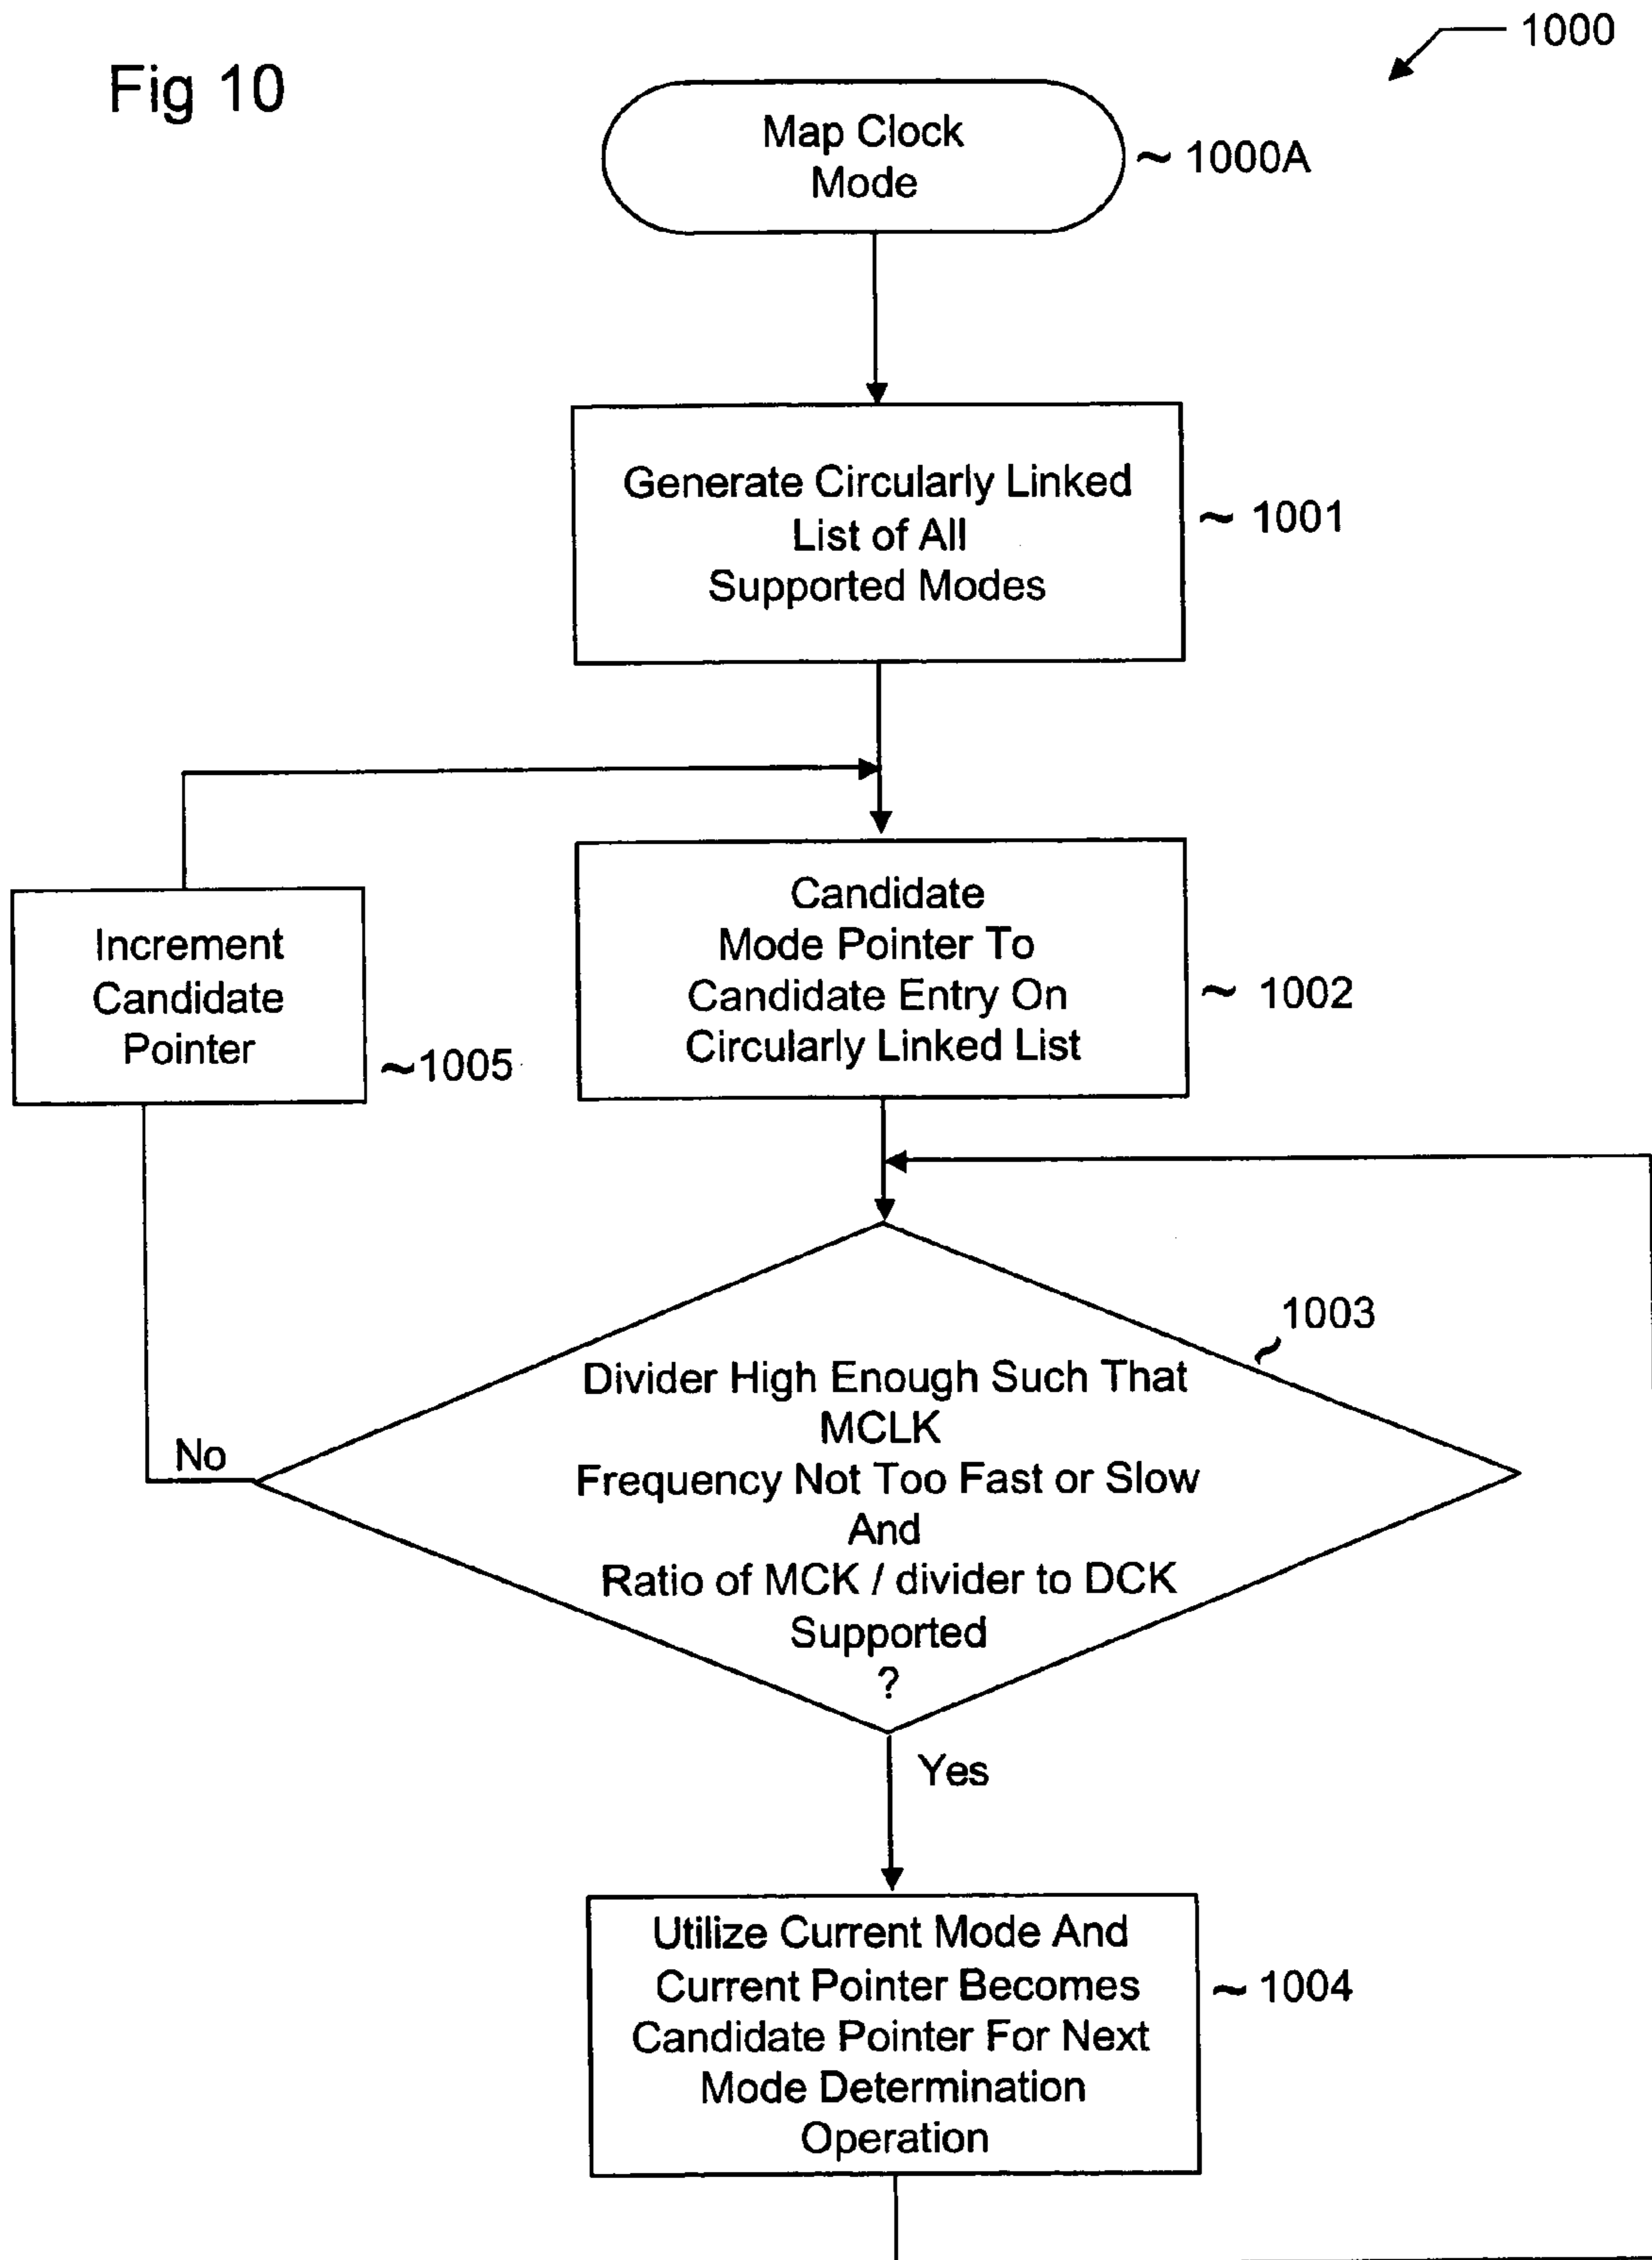 Fig 10
1000
Map Clock
Mode
~ 1000A
Generate Circularly Linked
List of All
Supported Modes
~ 1001
Candidate
Mode Pointer To
Candidate Entry On
Circularly Linked List
~ 1002
Increment
Candidate
Pointer
~1005
1003
~
Divider High Enough Such That
MCLK
Frequency Not Too Fast or Slow
And
Ratio of MCK / divider to DCK
Supported
?
No
Yes
Utilize Current Mode And
Current Pointer Becomes
Candidate Pointer For Next
Mode Determination
Operation
~ 1004